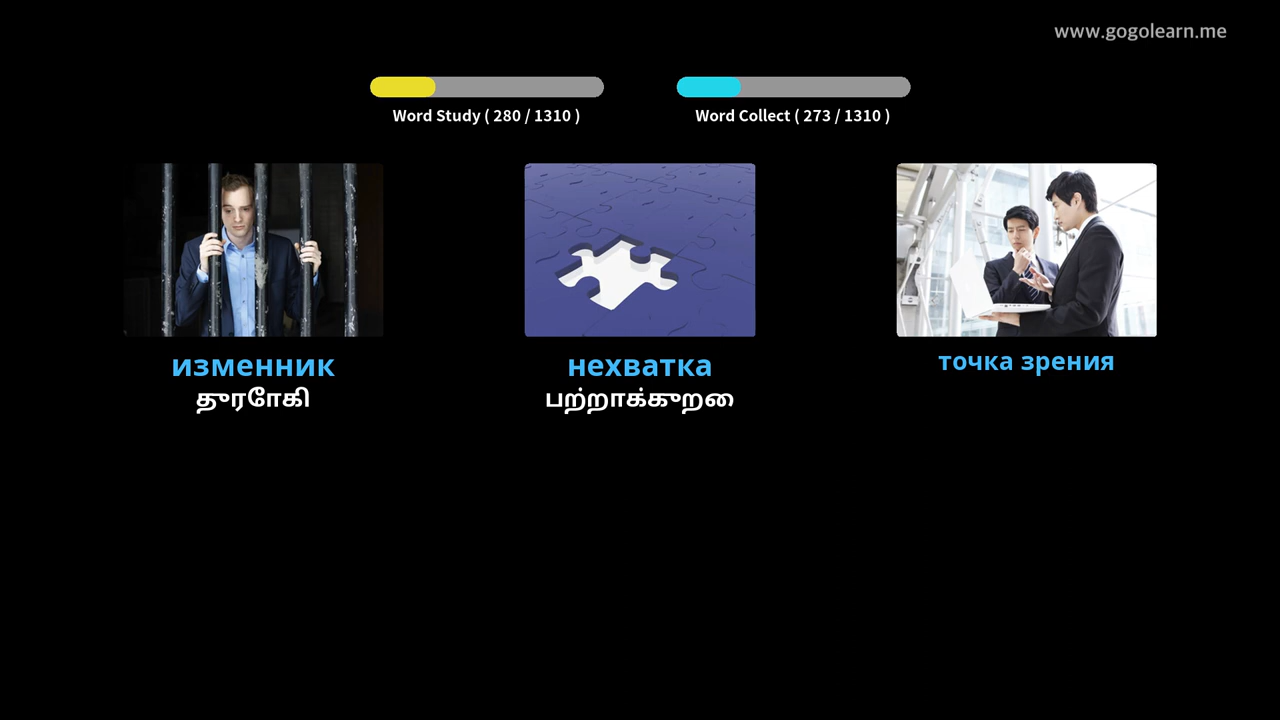 www.gogolearn.me
Word Study ( 280 / 1310 )
Word Collect ( 273 / 1310 )
изменник
துரோகி
нехватка
பற்றாக்குறை
точка зрения